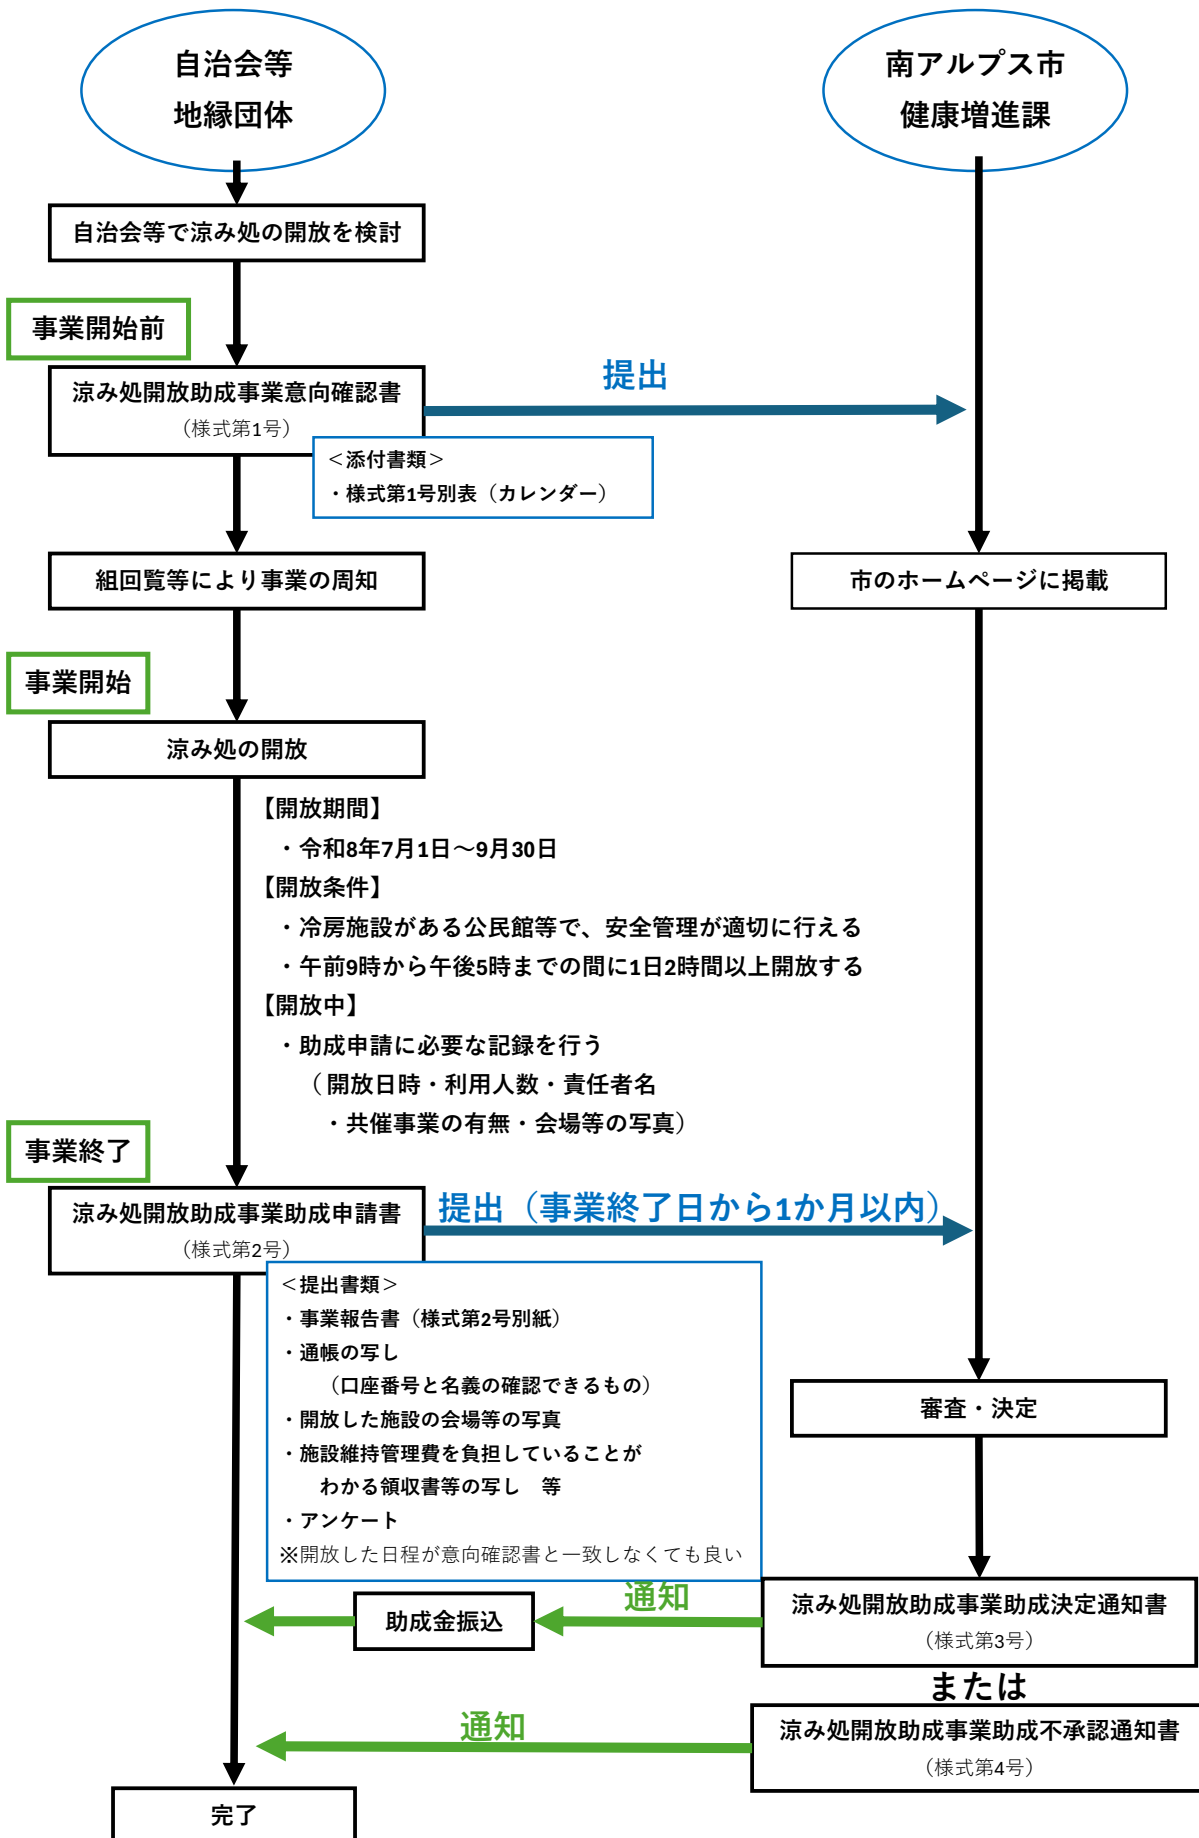 自治会等
地縁団体
南アルプス市
健康増進課
自治会等で涼み処の開放を検討
事業開始前
涼み処開放助成事業意向確認書
（様式第1号）
提出
＜添付書類＞
・様式第1号別表（カレンダー）
組回覧等により事業の周知
市のホームページに掲載
事業開始
涼み処の開放
【開放期間】
・令和8年7月1日～9月30日
【開放条件】
・冷房施設がある公民館等で、安全管理が適切に行える
・午前9時から午後5時までの間に1日2時間以上開放する
【開放中】
・助成申請に必要な記録を行う
（開放日時・利用人数・責任者名
・共催事業の有無・会場等の写真）
事業終了
涼み処開放助成事業助成申請書
（様式第2号）
提出（事業終了日から1か月以内）
＜提出書類＞
・事業報告書（様式第2号別紙）
・通帳の写し
（口座番号と名義の確認できるもの）
・開放した施設の会場等の写真
・施設維持管理費を負担していることが
わかる領収書等の写し　等
・アンケート
※開放した日程が意向確認書と一致しなくても良い
審査・決定
涼み処開放助成事業助成決定通知書
（様式第3号）
通知
助成金振込
または
涼み処開放助成事業助成不承認通知書
（様式第4号）
通知
完了